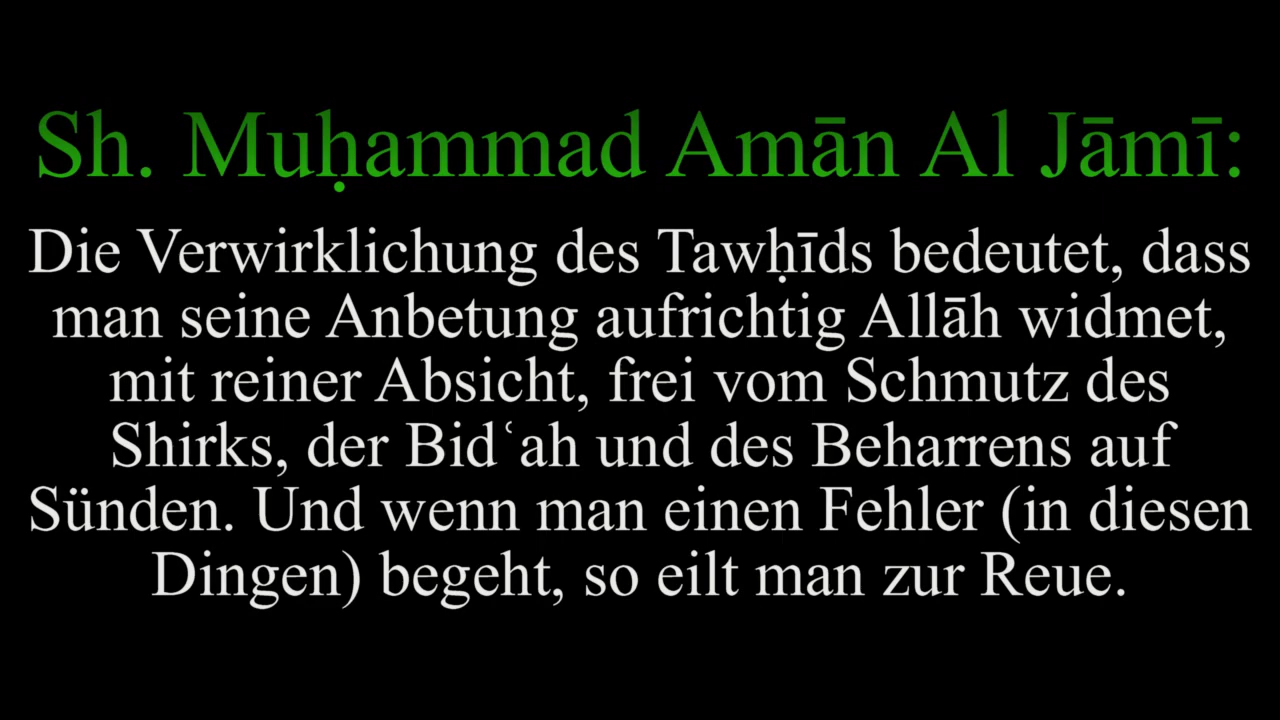 Sh. Muḥammad Amān Al Jāmī:
Die Verwirklichung des Tawḥīds bedeutet, dass
man seine Anbetung aufrichtig Allāh widmet,
mit reiner Absicht, frei vom Schmutz des
Shirks, der Bidʿah und des Beharrens auf
Sünden. Und wenn man einen Fehler (in diesen
Dingen) begeht, so eilt man zur Reue.